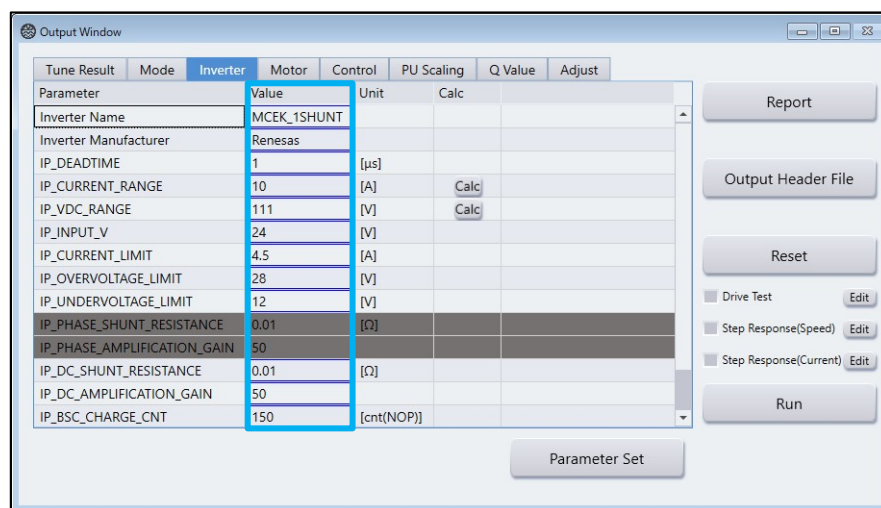 Output Window
Tune Result Mode Inverter Motor Control PU Scaling Q Value Adjust
Parameter Value Unit Calc
Inverter Name MCEK_1SHUNT
Inverter Manufacturer Renesas
IP_DEADTIME 1 [μs]
IP_CURRENT_RANGE 10 [A] Calc
IP_VDC_RANGE 111 [V] Calc
IP_INPUT_V 24 [V]
IP_CURRENT_LIMIT 4.5 [A]
IP_OVERVOLTAGE_LIMIT 28 [V]
IP_UNDERVOLTAGE_LIMIT 12 [V]
IP_PHASE_SHUNT_RESISTANCE 0.01 [Ω]
IP_PHASE_AMPLIFICATION_GAIN 50
IP_DC_SHUNT_RESISTANCE 0.01 [Ω]
IP_DC_AMPLIFICATION_GAIN 50
IP_BSC_CHARGE_CNT 150 [cnt(NOP)]
Parameter Set
Report
Output Header File
Reset
Drive Test Edit
Step Response(Speed) Edit
Step Response(Current) Edit
Run